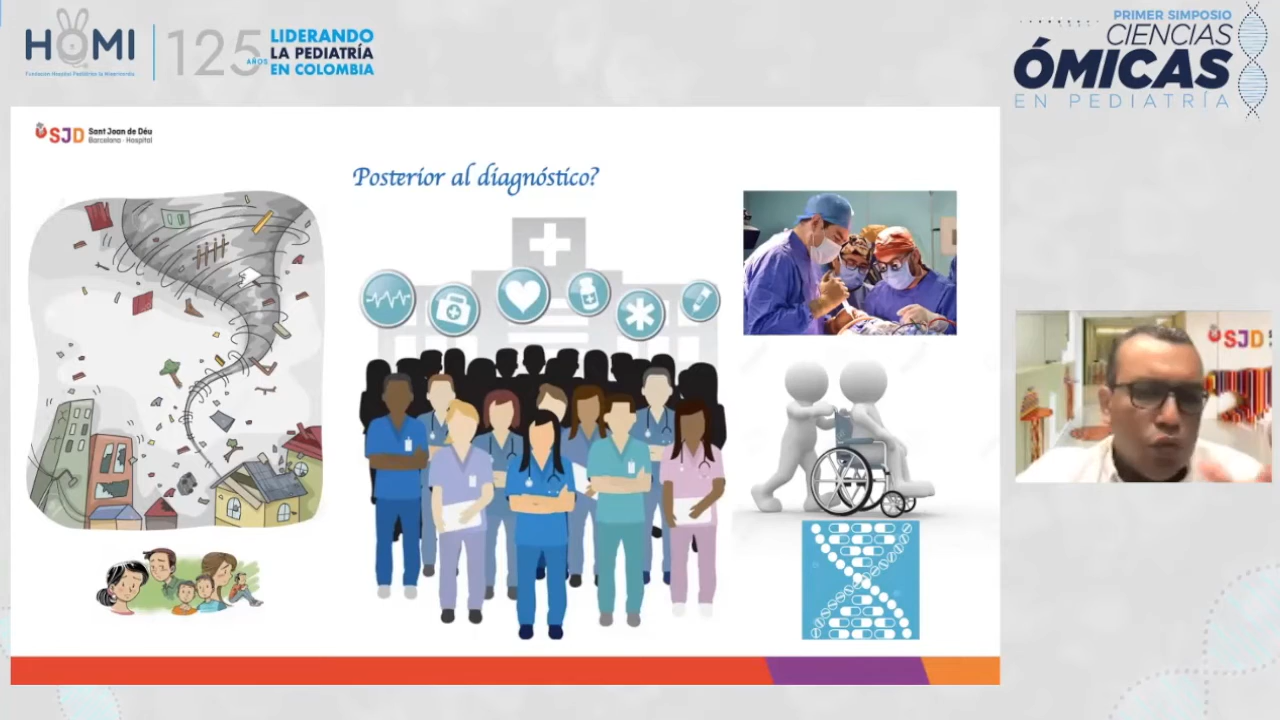 HOMI
Fundación Hospital Pediátrico la Misericordia
125
AÑOS
LIDERANDO
LA PEDIATRÍA
EN COLOMBIA
PRIMER SIMPOSIO
CIENCIAS
ÓMICAS
EN PEDIATRÍA
SJD
Sant Joan de Déu
Barcelona · Hospital
Posterior al diagnóstico?
SJD